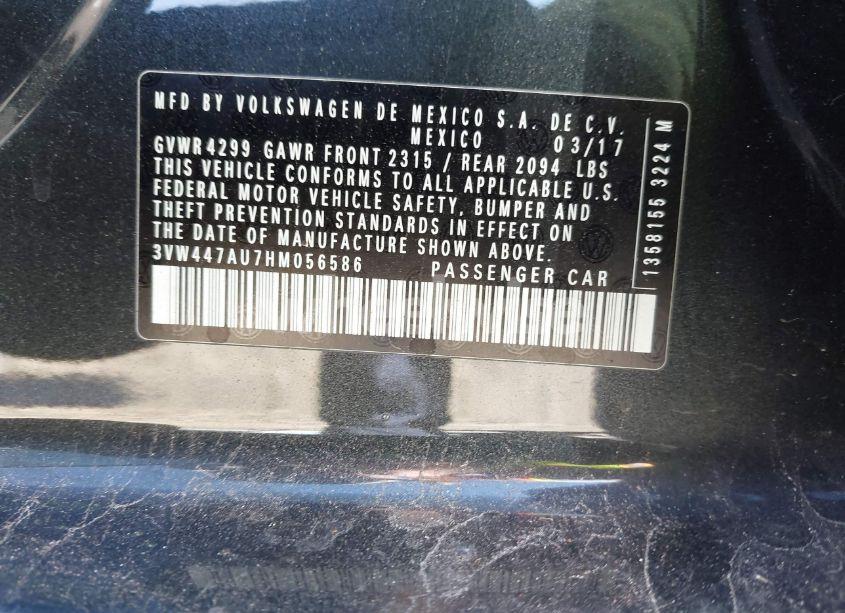 MFD BY VOLKSWAGEN DE MEXICO S.A. DE C.V.
MEXICO 03/17
GVWR 4299 GAWR FRONT 2315 / REAR 2094 LBS
THIS VEHICLE CONFORMS TO ALL APPLICABLE U.S.
FEDERAL MOTOR VEHICLE SAFETY, BUMPER AND
THEFT PREVENTION STANDARDS IN EFFECT ON
THE DATE OF MANUFACTURE SHOWN ABOVE.
3VW447AU7HM056586 PASSENGER CAR
1358155 3224 M